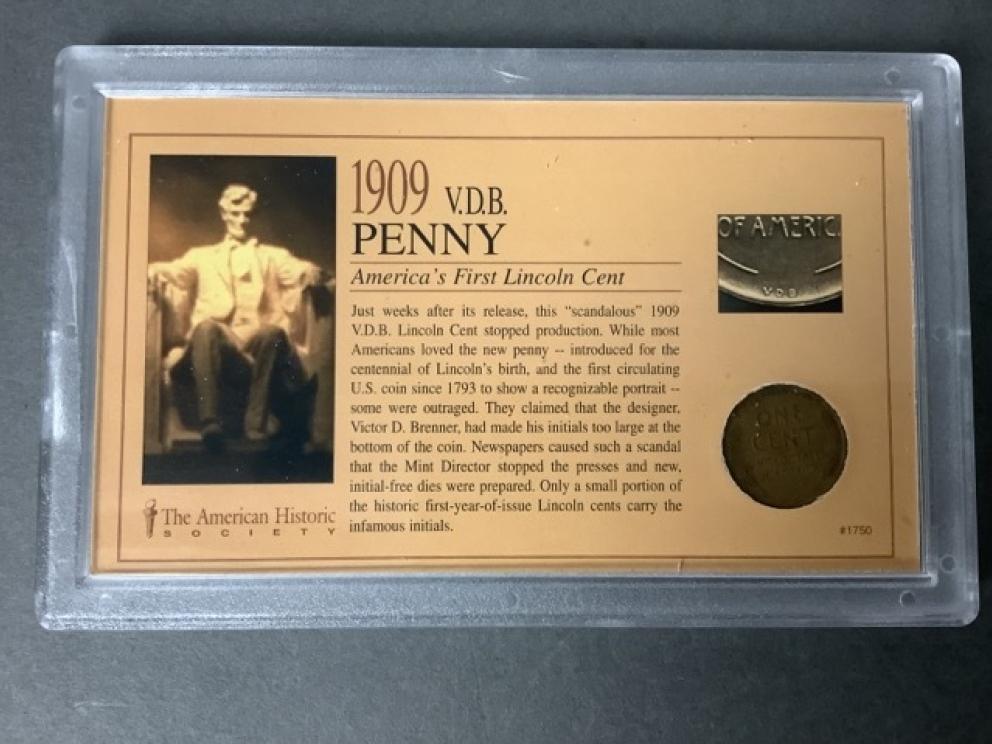 1909 V.D.B.
PENNY
America's First Lincoln Cent
Just weeks after its release, this "scandalous" 1909
V.D.B. Lincoln Cent stopped production. While most
Americans loved the new penny -- introduced for the
centennial of Lincoln's birth, and the first circulating
U.S. coin since 1793 to show a recognizable portrait --
some were outraged. They claimed that the designer,
Victor D. Brenner, had made his initials too large at the
bottom of the coin. Newspapers caused such a scandal
that the Mint Director stopped the presses and new,
initial-free dies were prepared. Only a small portion of
the historic first-year-of-issue Lincoln cents carry the
infamous initials.
The American Historic
SOCIETY
OF AMERIC
V.D.B.
ONE
CENT
#1750